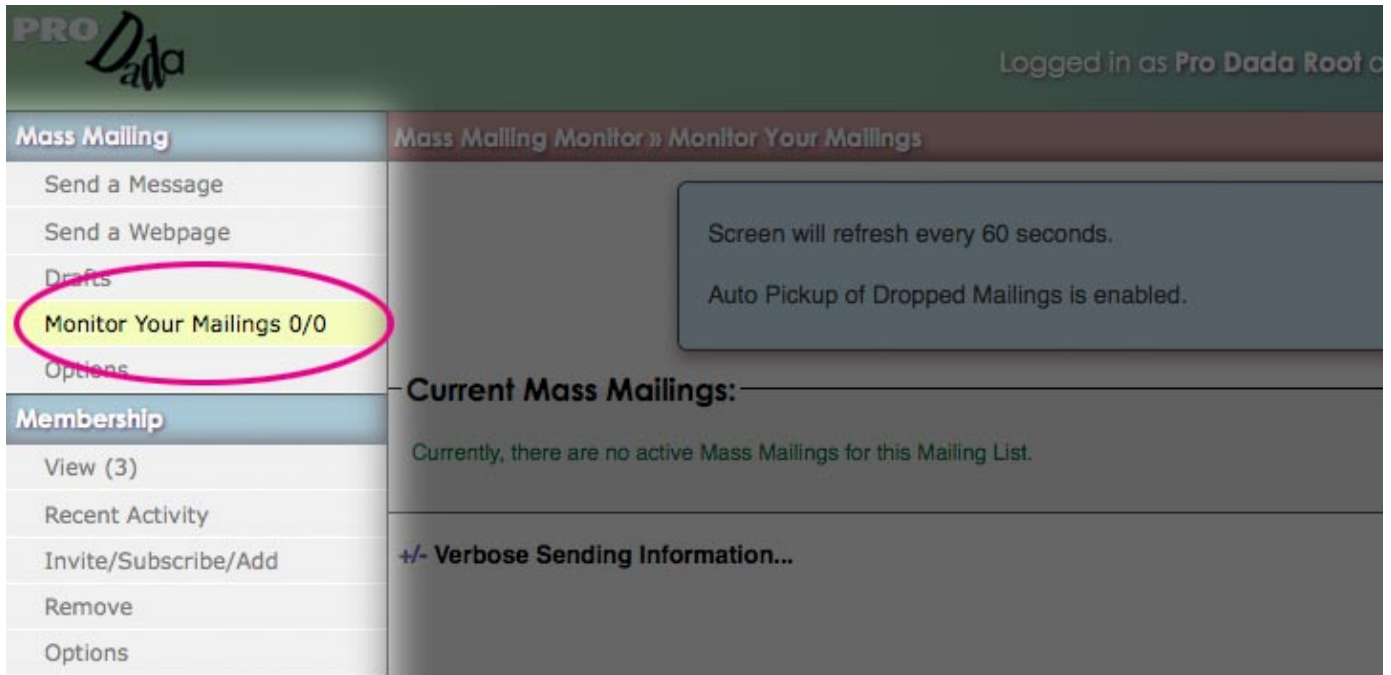 PRO Dada
Logged in as Pro Dada Root
Mass Mailing
Send a Message
Send a Webpage
Drafts
Monitor Your Mailings 0/0
Options
Membership
View (3)
Recent Activity
Invite/Subscribe/Add
Remove
Options
Mass Mailing Monitor » Monitor Your Mailings
Screen will refresh every 60 seconds.
Auto Pickup of Dropped Mailings is enabled.
Current Mass Mailings:
Currently, there are no active Mass Mailings for this Mailing List.
+/- Verbose Sending Information...